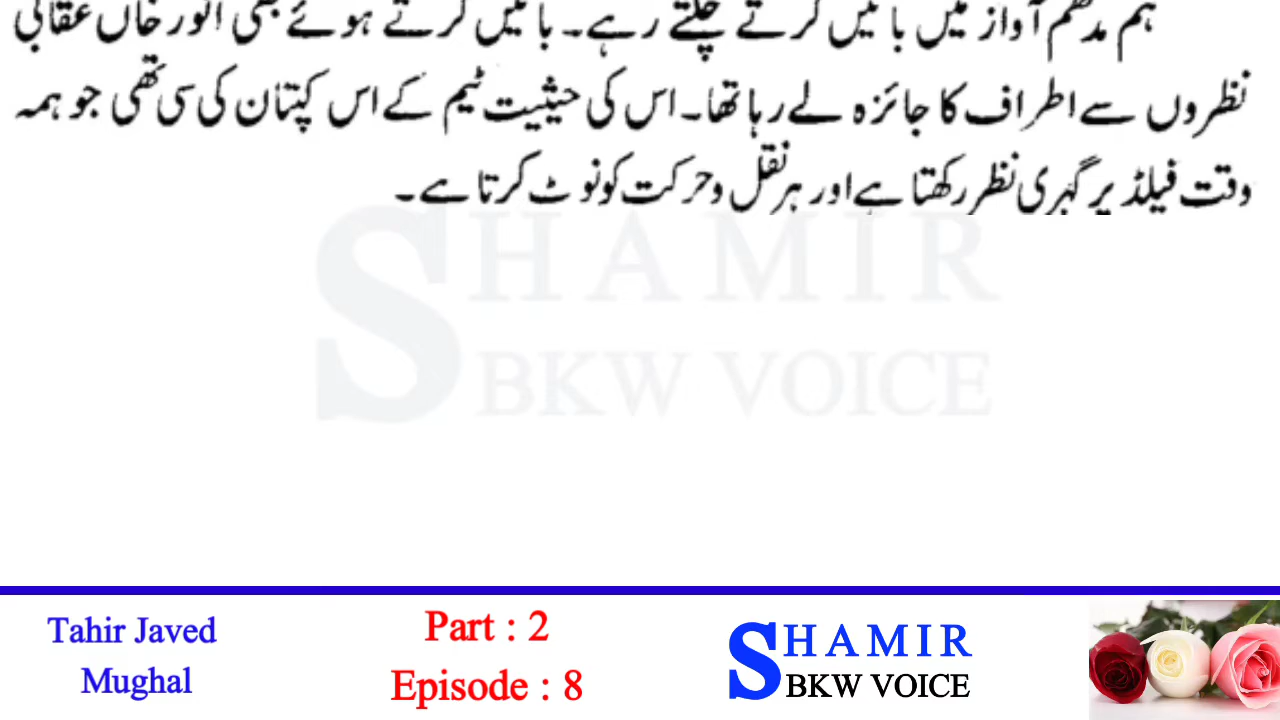 ہم مدھم آواز میں باتیں کرتے چلتے رہے۔ باتیں کرتے ہوئے بھی انور خاں عقابی
نظروں سے اطراف کا جائزہ لے رہا تھا۔ اس کی حیثیت ٹیم کے اس کپتان کی سی تھی جو ہمہ
وقت فیلڈ پر گہری نظر رکھتا ہے اور ہر نقل و حرکت کو نوٹ کرتا ہے۔
SHAMIR
BKW VOICE
Tahir Javed
Mughal
Part : 2
Episode : 8
SHAMIR
BKW VOICE